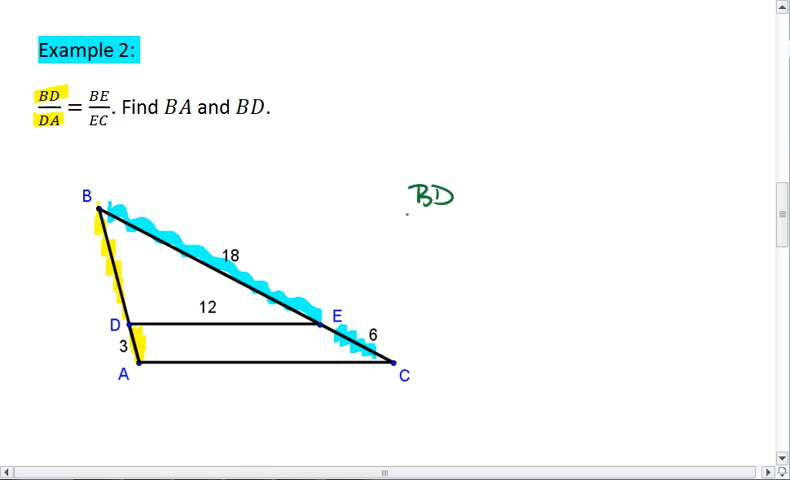 Example 2:
BD/DA = BE/EC. Find BA and BD.
BD
B
18
12
D
E
6
3
A
C